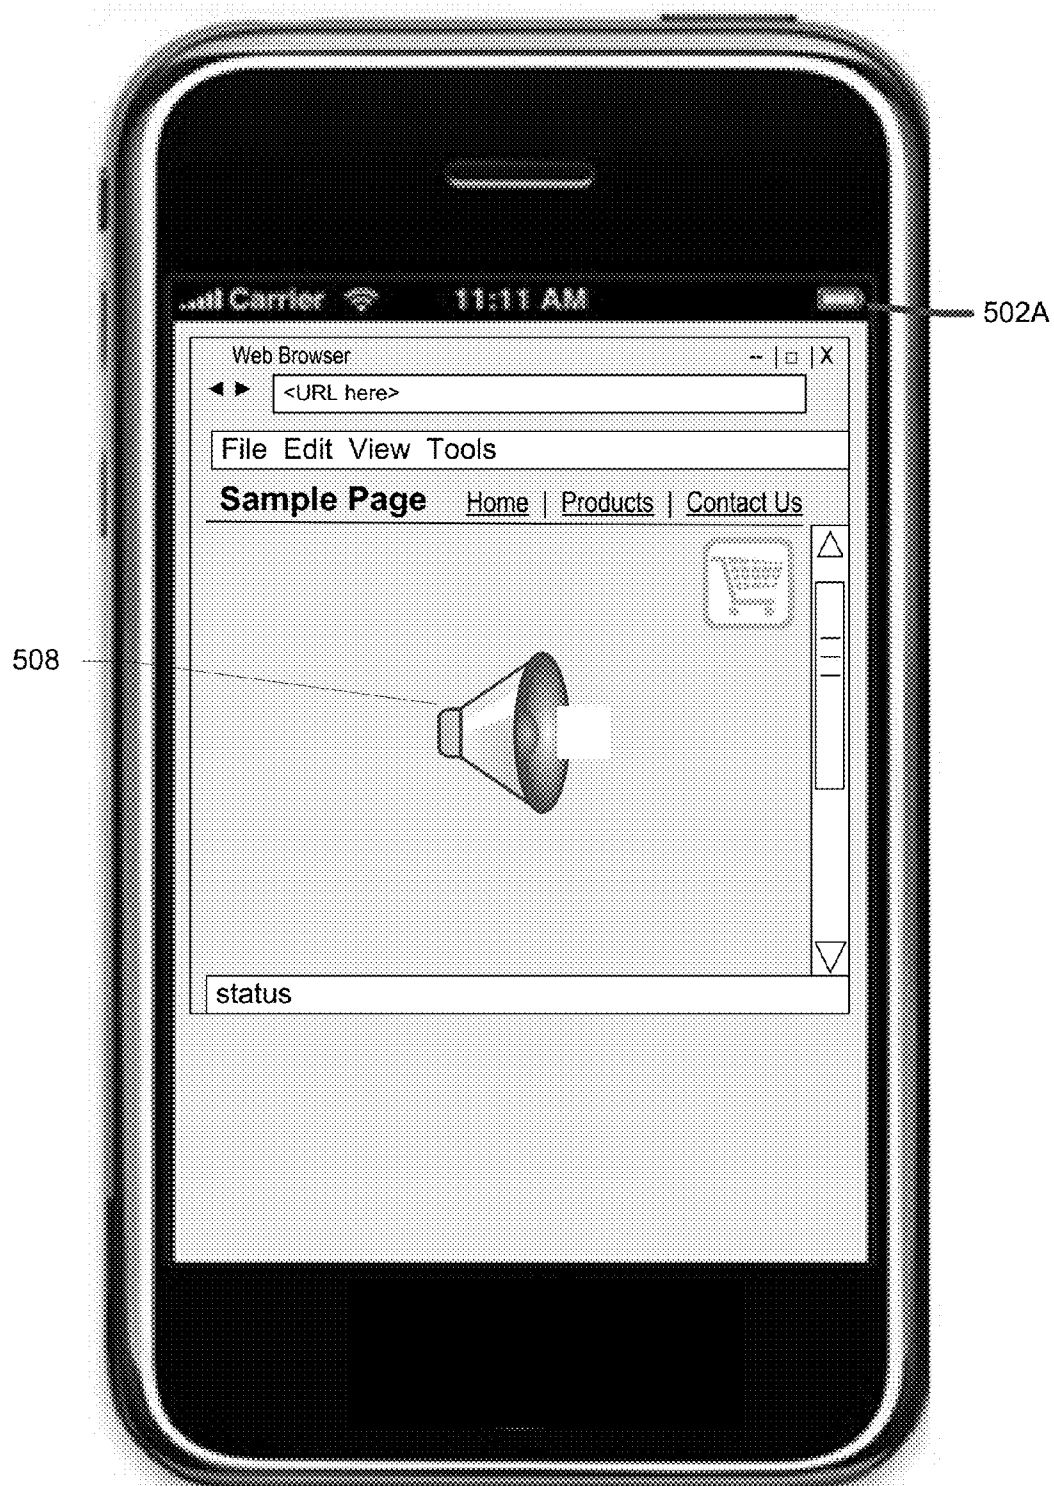 Carrier 11:11 AM
502A
Web Browser -- | □ | X
<URL here>
File Edit View Tools
Sample Page Home | Products | Contact Us
508
status